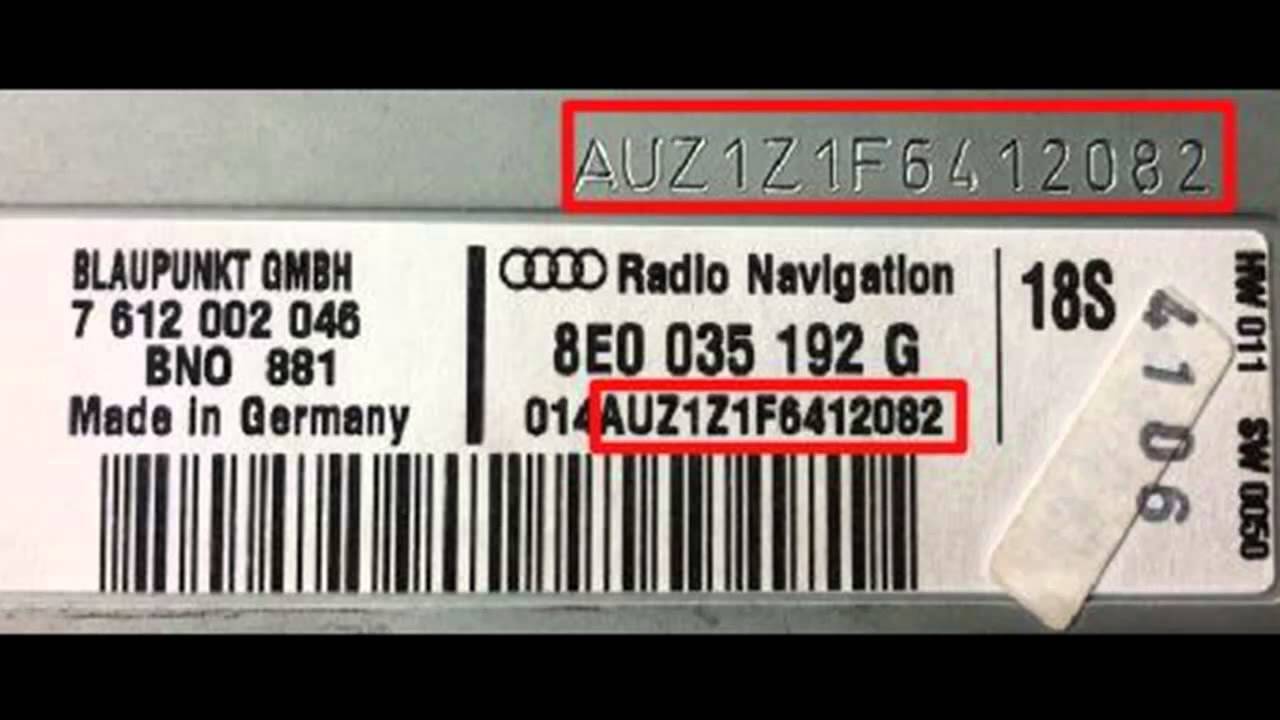 AUZ1Z1F6412082
BLAUPUNKT GMBH
7 612 002 046
BNO 881
Made in Germany
Radio Navigation
8E0 035 192 G
014AUZ1Z1F6412082
18S
41106
HW 011 SW 0050